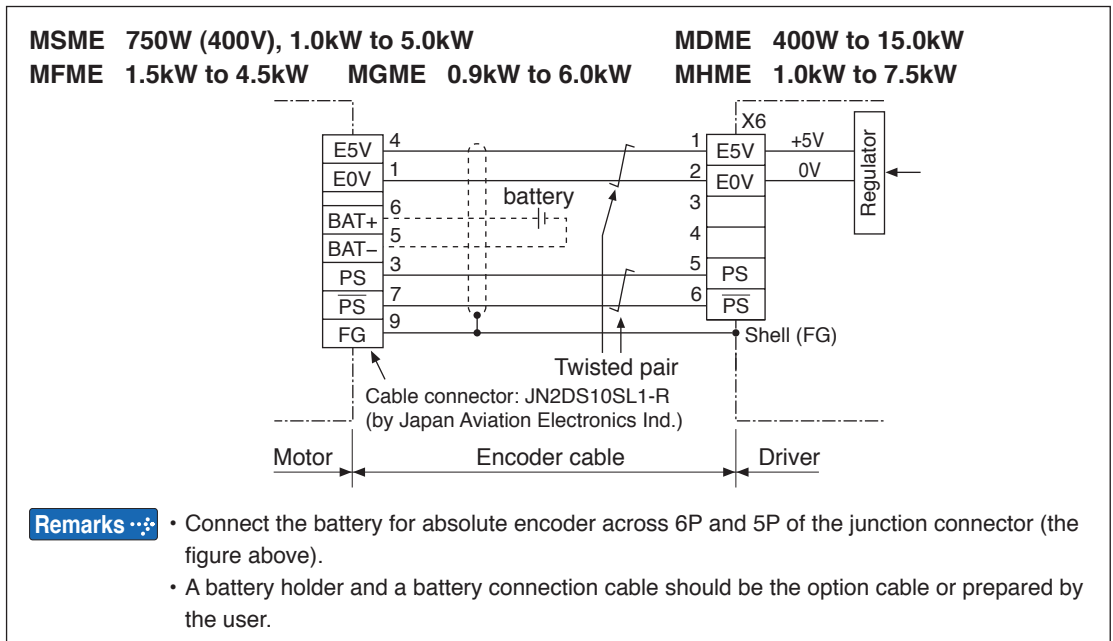 MSME 750W (400V), 1.0kW to 5.0kW MDME 400W to 15.0kW
MFME 1.5kW to 4.5kW MGME 0.9kW to 6.0kW MHME 1.0kW to 7.5kW
X6
E5V 4 1 E5V +5V
E0V 1 2 E0V 0V
Regulator
battery
3
BAT+ 6
4
BAT− 5
PS 3 5 PS
P̅S̅ 7 6 P̅S̅
FG 9 Shell (FG)
Twisted pair
Cable connector: JN2DS10SL1-R
(by Japan Aviation Electronics Ind.)
Motor Encoder cable Driver
Remarks • Connect the battery for absolute encoder across 6P and 5P of the junction connector (the
figure above).
• A battery holder and a battery connection cable should be the option cable or prepared by
the user.